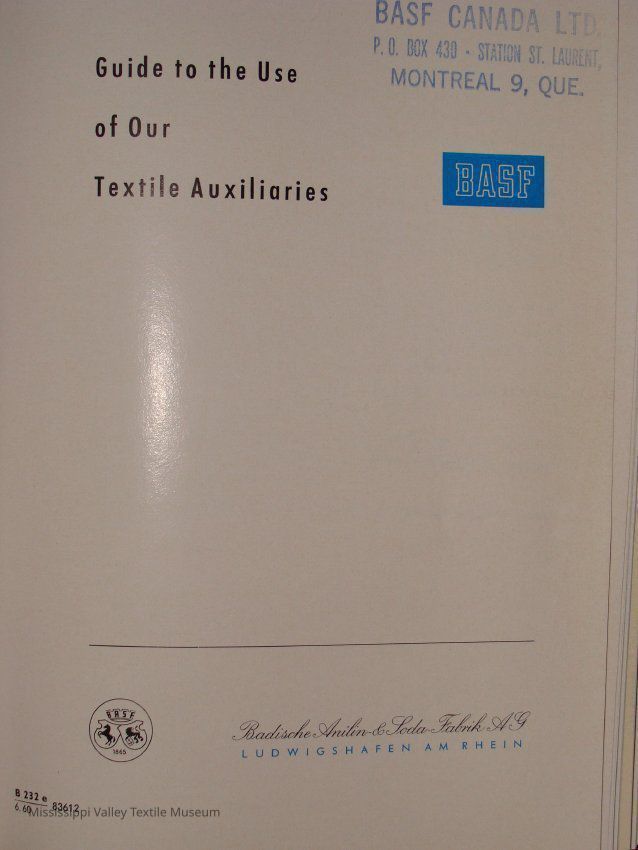 BASF CANADA LTD.
P. O. BOX 430 - STATION ST. LAURENT,
MONTREAL 9, QUE.
Guide to the Use
of Our
Textile Auxiliaries
BASF
BASF
1865
Badische Anilin- & Soda-Fabrik AG
LUDWIGSHAFEN AM RHEIN
B 232 e
6.60 83612
Mississippi Valley Textile Museum